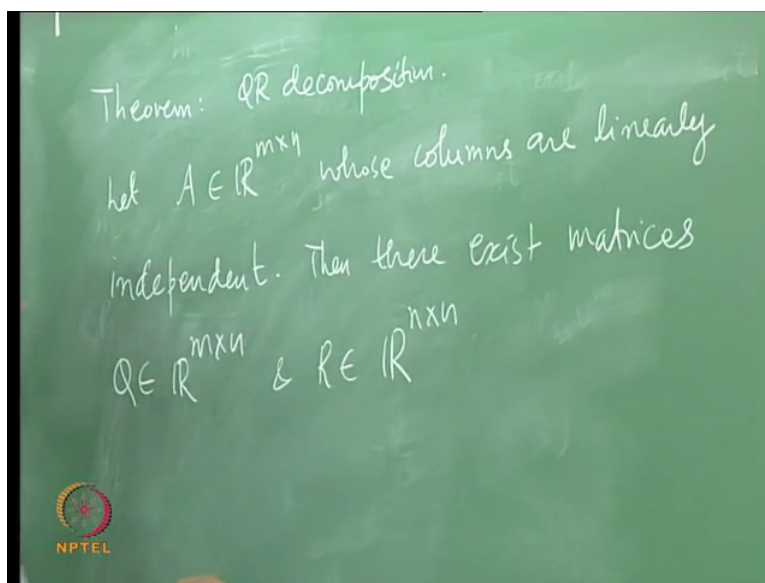 Theorem: QR decomposition.
Let A ∈ ℝ^{m×n} whose columns are linearly
independent. Then there exist matrices
Q ∈ ℝ^{m×n} & R ∈ ℝ^{n×n}
NPTEL